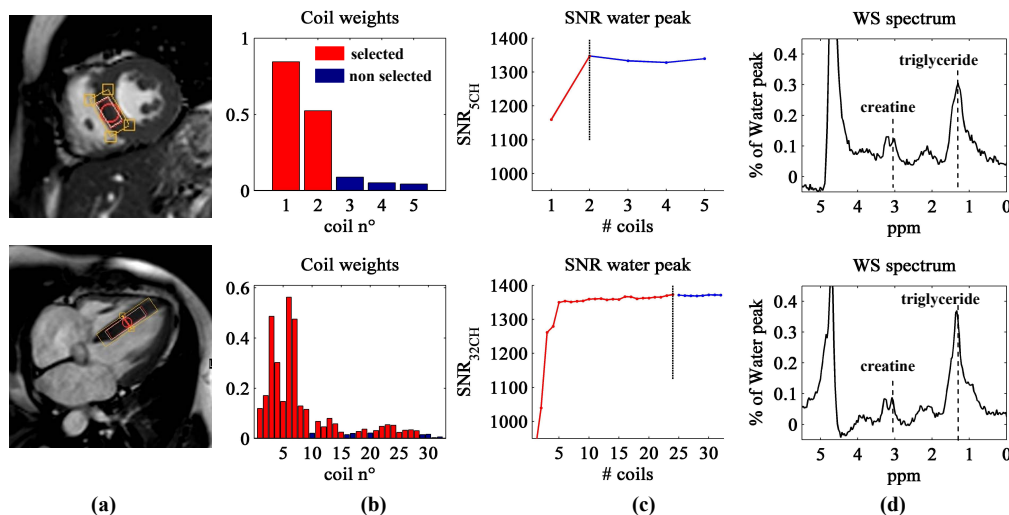 Coil weights
SNR water peak
WS spectrum
1
0.5
0
selected
non selected
1 2 3 4 5
coil n°
SNR5CH
1400
1300
1200
1100
1000
1 2 3 4 5
# coils
% of Water peak
0.4
0.3
0.2
0.1
0
triglyceride
creatine
5 4 3 2 1 0
ppm
Coil weights
SNR water peak
WS spectrum
0.6
0.4
0.2
0
5 10 15 20 25 30
coil n°
SNR32CH
1400
1300
1200
1100
1000
5 10 15 20 25 30
# coils
% of Water peak
0.4
0.3
0.2
0.1
0
triglyceride
creatine
5 4 3 2 1 0
ppm
(a) (b) (c) (d)